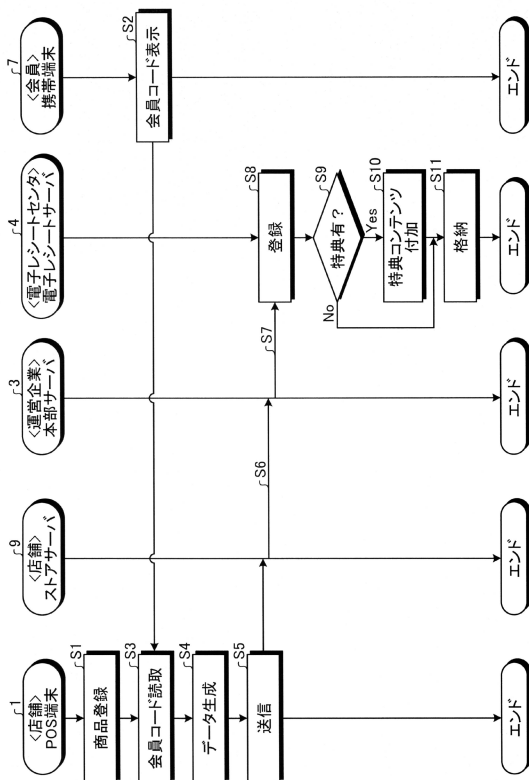 1
<店舗>
POS端末
9
<店舗>
ストアサーバ
3
<運営企業>
本部サーバ
4
<電子レシートセンタ>
電子レシートサーバ
7
<会員>
携帯端末
S1
商品登録
S2
会員コード表示
S3
会員コード読取
S4
データ生成
S5
送信
S6
S7
S8
登録
S9
特典有?
No
Yes
S10
特典コンテンツ
付加
S11
格納
エンド
エンド
エンド
エンド
エンド